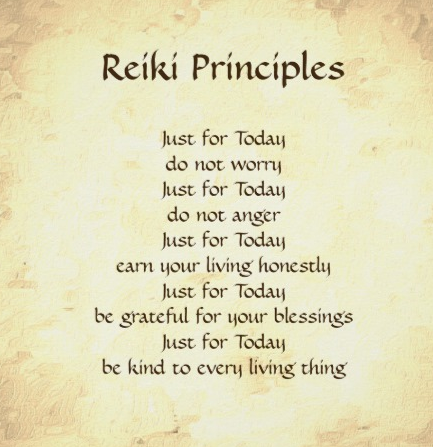 Reiki Principles
Just for Today
do not worry
Just for Today
do not anger
Just for Today
earn your living honestly
Just for Today
be grateful for your blessings
Just for Today
be kind to every living thing